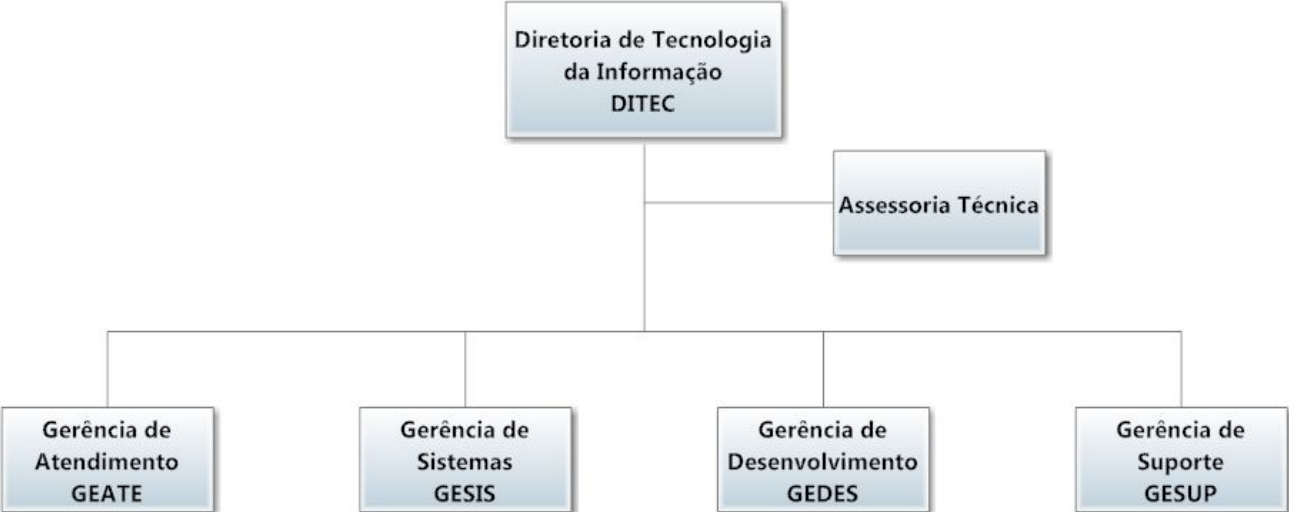 Diretoria de Tecnologia
da Informação
DITEC
Assessoria Técnica
Gerência de
Atendimento
GEATE
Gerência de
Sistemas
GESIS
Gerência de
Desenvolvimento
GEDES
Gerência de
Suporte
GESUP